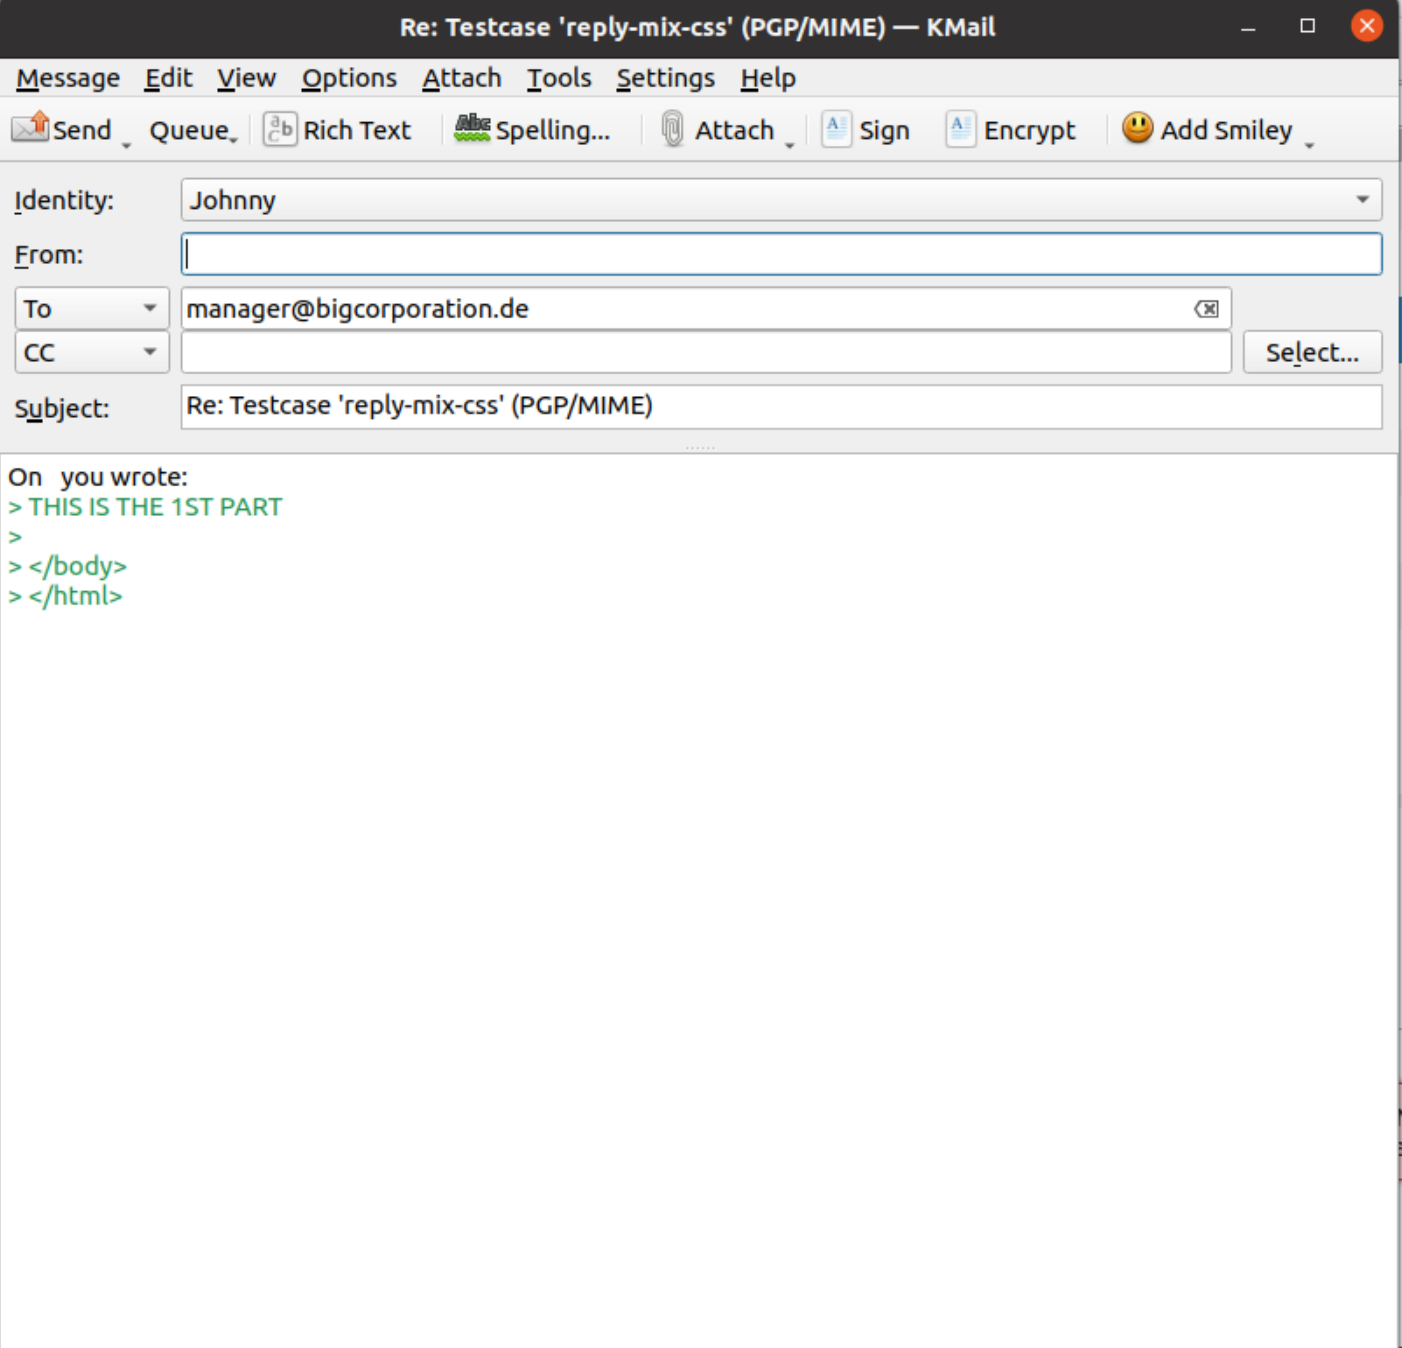 Re: Testcase 'reply-mix-css' (PGP/MIME) — KMail
Message Edit View Options Attach Tools Settings Help
Send Queue Rich Text Spelling... Attach Sign Encrypt Add Smiley
Identity: Johnny
From:
To manager@bigcorporation.de
CC Select...
Subject: Re: Testcase 'reply-mix-css' (PGP/MIME)
On   you wrote:
> THIS IS THE 1ST PART
>
> </body>
> </html>